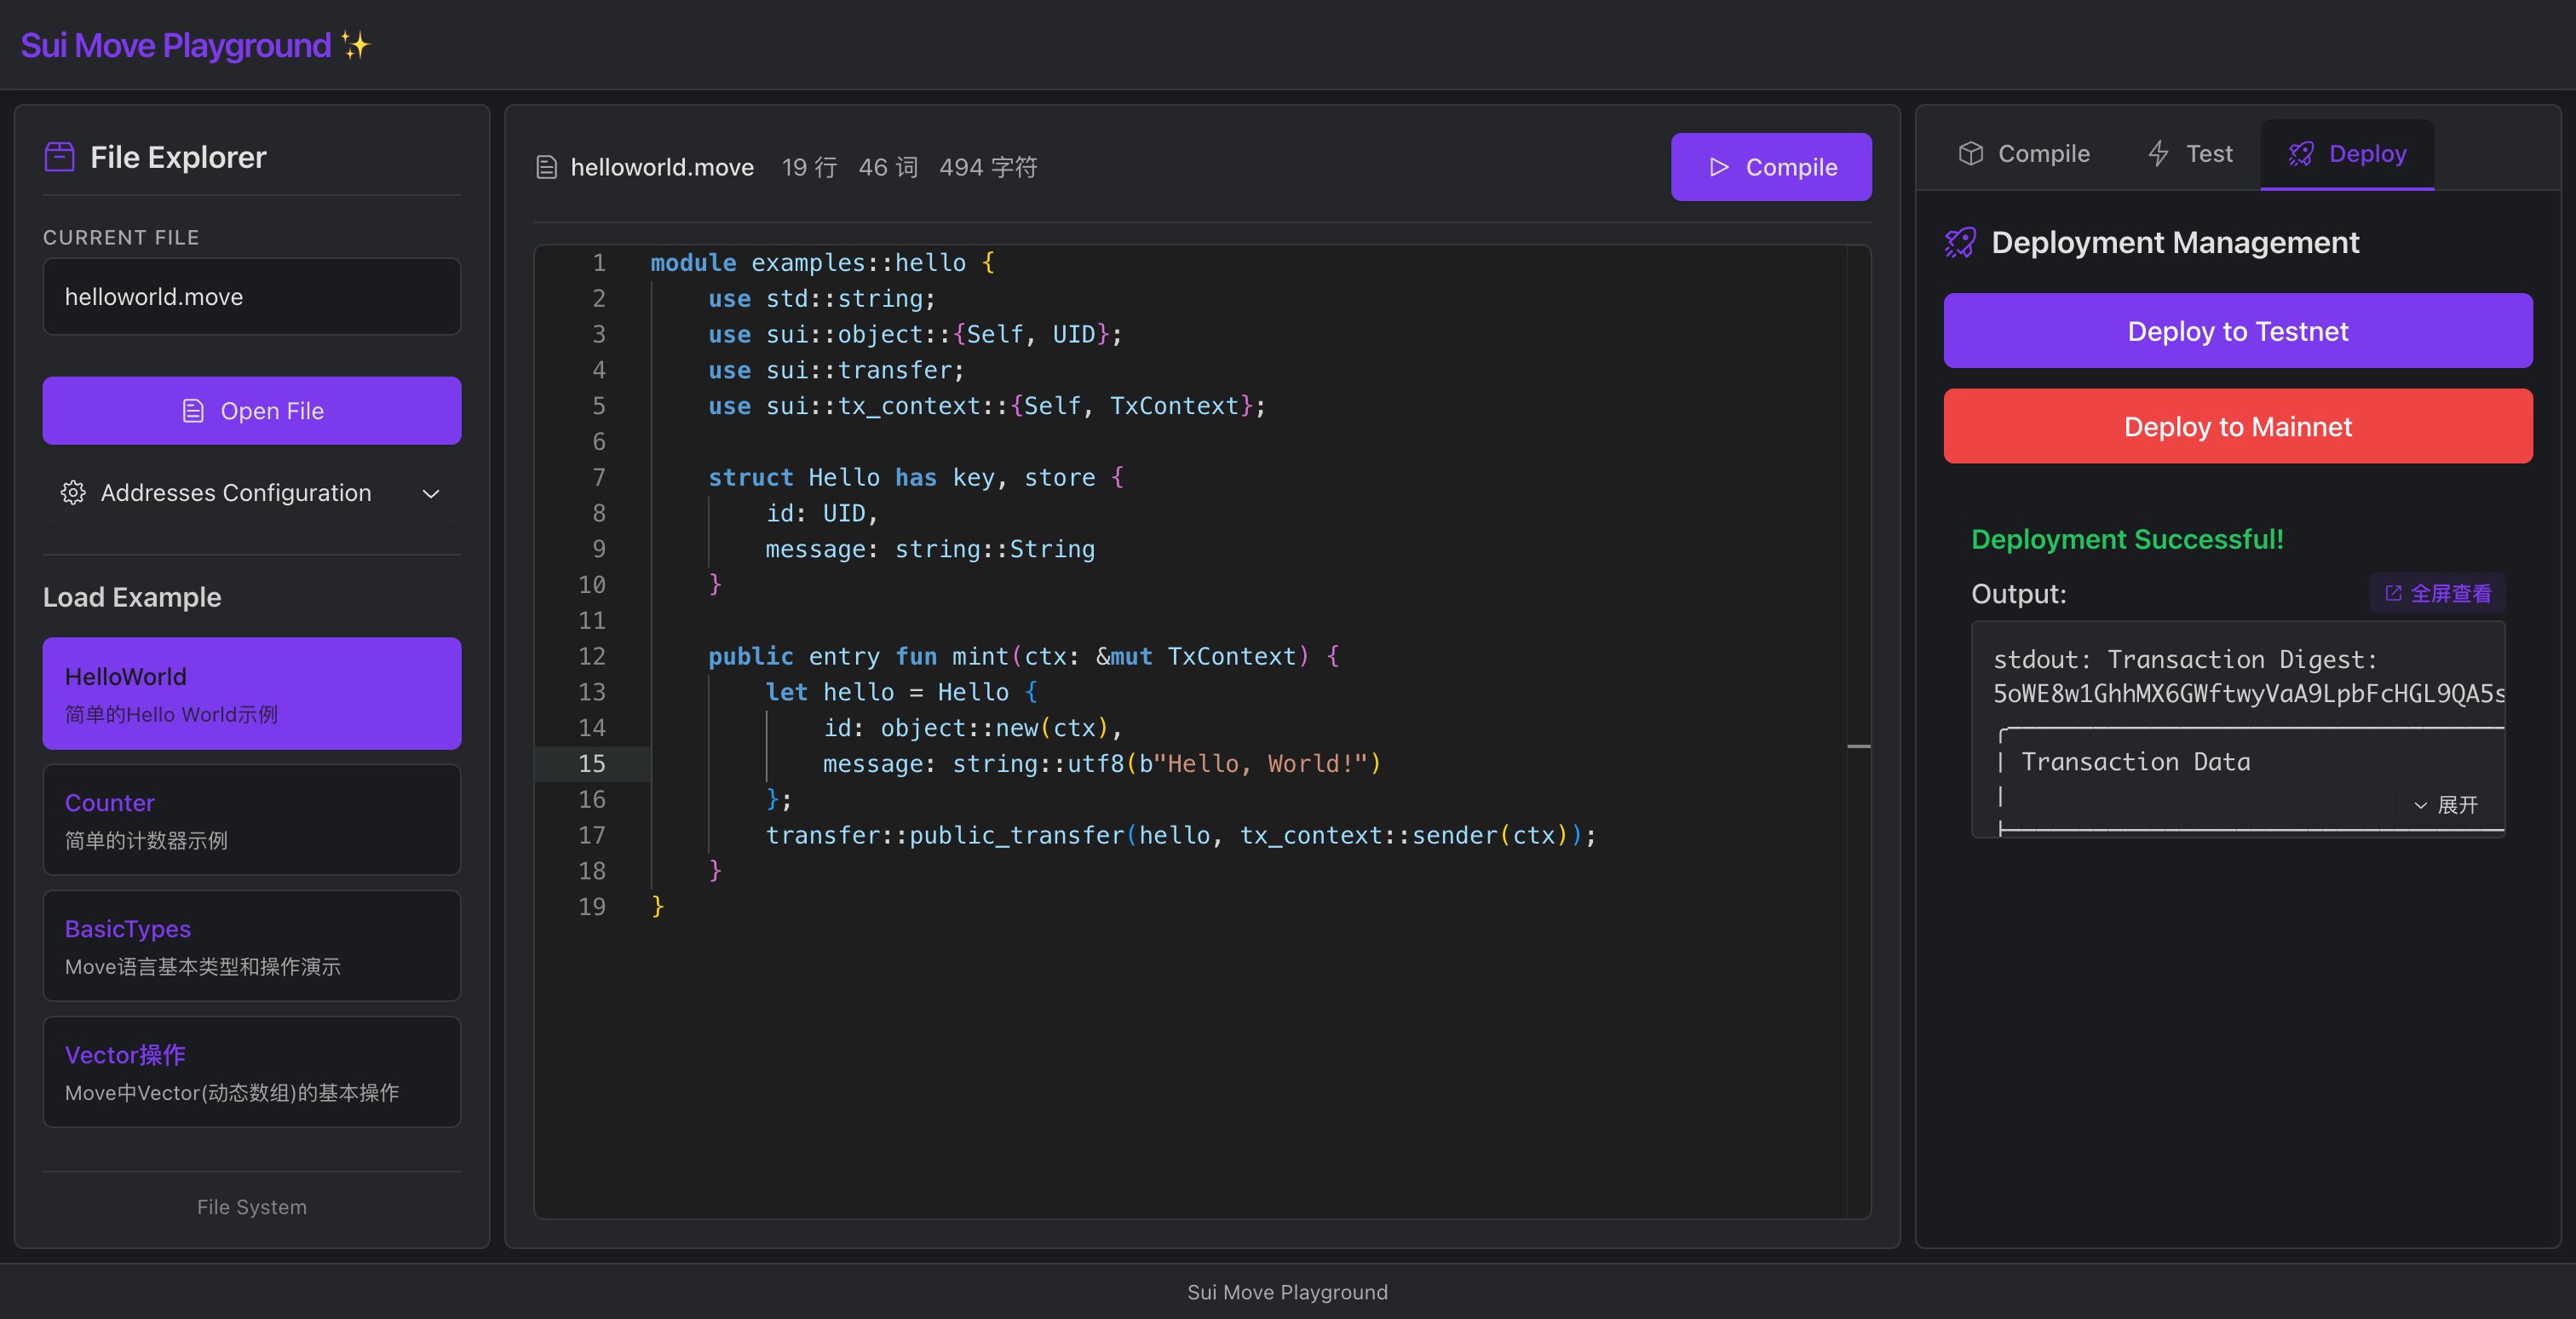 Sui Move Playground ✨
File Explorer
CURRENT FILE
helloworld.move
Open File
Addresses Configuration
Load Example
HelloWorld
简单的Hello World示例
Counter
简单的计数器示例
BasicTypes
Move语言基本类型和操作演示
Vector操作
Move中Vector(动态数组)的基本操作
File System
helloworld.move 19 行 46 词 494 字符
Compile
1 module examples::hello {
2     use std::string;
3     use sui::object::{Self, UID};
4     use sui::transfer;
5     use sui::tx_context::{Self, TxContext};
6
7     struct Hello has key, store {
8         id: UID,
9         message: string::String
10     }
11
12     public entry fun mint(ctx: &mut TxContext) {
13         let hello = Hello {
14             id: object::new(ctx),
15             message: string::utf8(b"Hello, World!")
16         };
17         transfer::public_transfer(hello, tx_context::sender(ctx));
18     }
19 }
Compile Test Deploy
Deployment Management
Deploy to Testnet
Deploy to Mainnet
Deployment Successful!
Output: 全屏查看
stdout: Transaction Digest:
5oWE8w1GhhMX6GWftwyVaA9LpbFcHGL9QA5s
Transaction Data
展开
Sui Move Playground